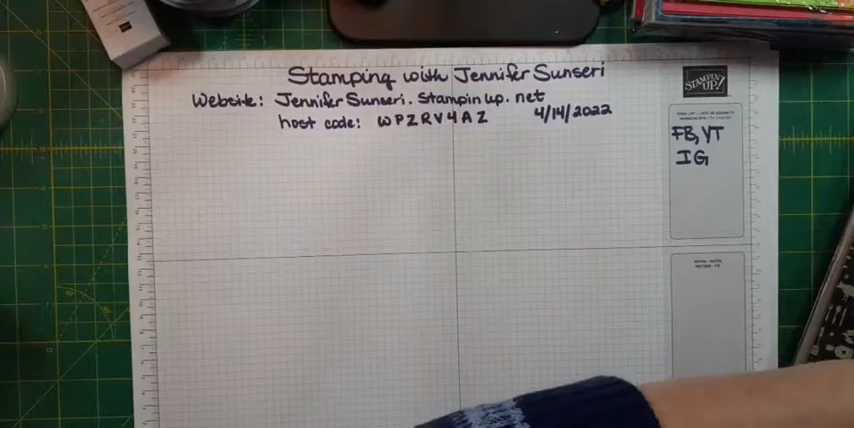 Stamping with Jennifer Sunseri
Website: JenniferSunseri.stampinup.net
host code: WPZRV4AZ 4/14/2022
STAMPIN' UP!
FB, YT
IG